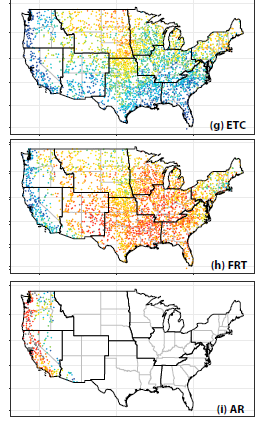 (g) ETC
(h) FRT
(i) AR